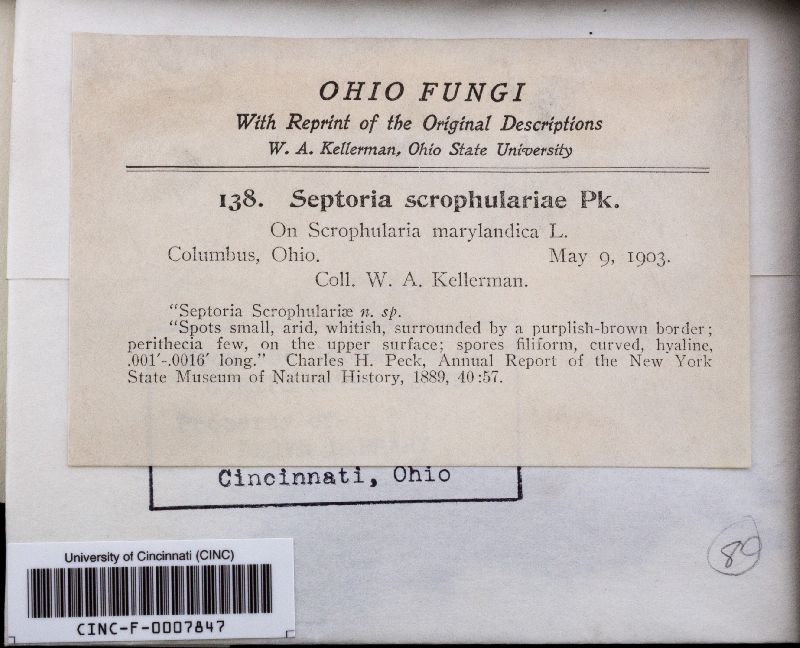 OHIO FUNGI
With Reprint of the Original Descriptions
W. A. Kellerman, Ohio State University
138. Septoria scrophulariae Pk.
On Scrophularia marylandica L.
Columbus, Ohio. May 9, 1903.
Coll. W. A. Kellerman.
"Septoria Scrophulariæ n. sp.
"Spots small, arid, whitish, surrounded by a purplish-brown border;
perithecia few, on the upper surface; spores filiform, curved, hyaline,
.001′-.0016′ long." Charles H. Peck, Annual Report of the New York
State Museum of Natural History, 1889, 40:57.
Property of
Cincinnati, Ohio
89
University of Cincinnati (CINC)
CINC-F-0007847